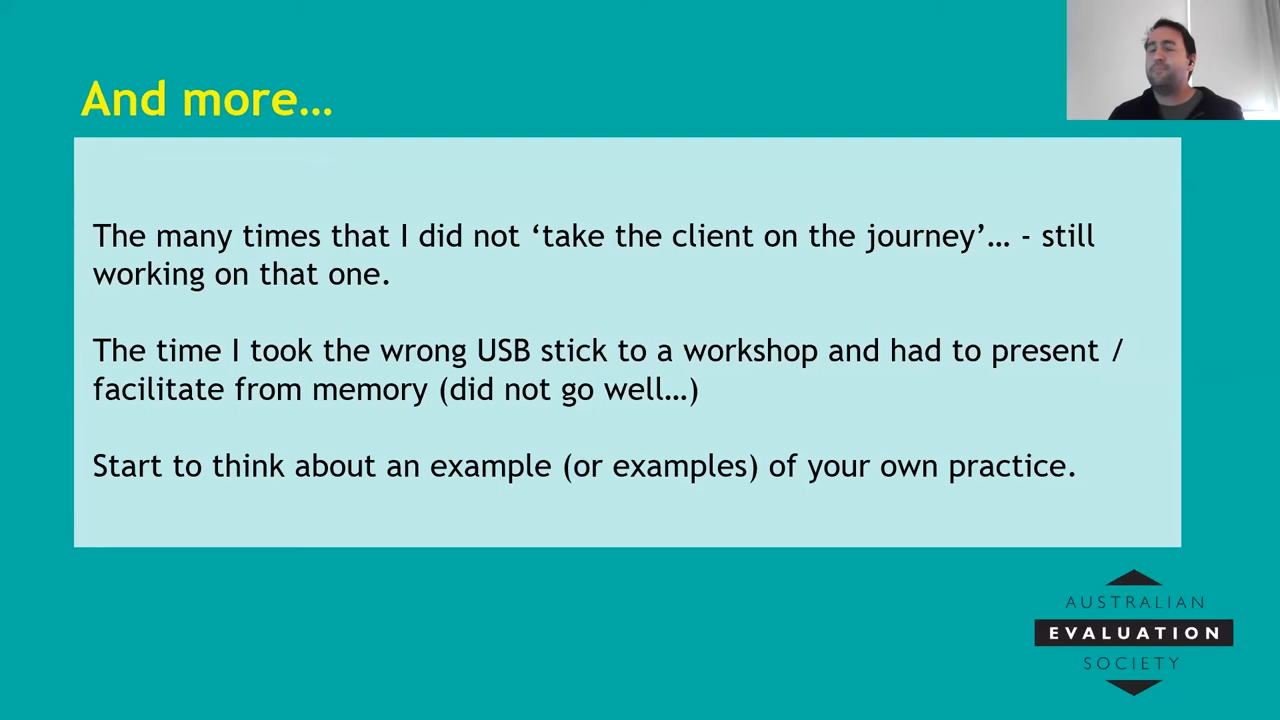 And more…
The many times that I did not ‘take the client on the journey’… - still
working on that one.
The time I took the wrong USB stick to a workshop and had to present /
facilitate from memory (did not go well…)
Start to think about an example (or examples) of your own practice.
AUSTRALIAN
EVALUATION
SOCIETY